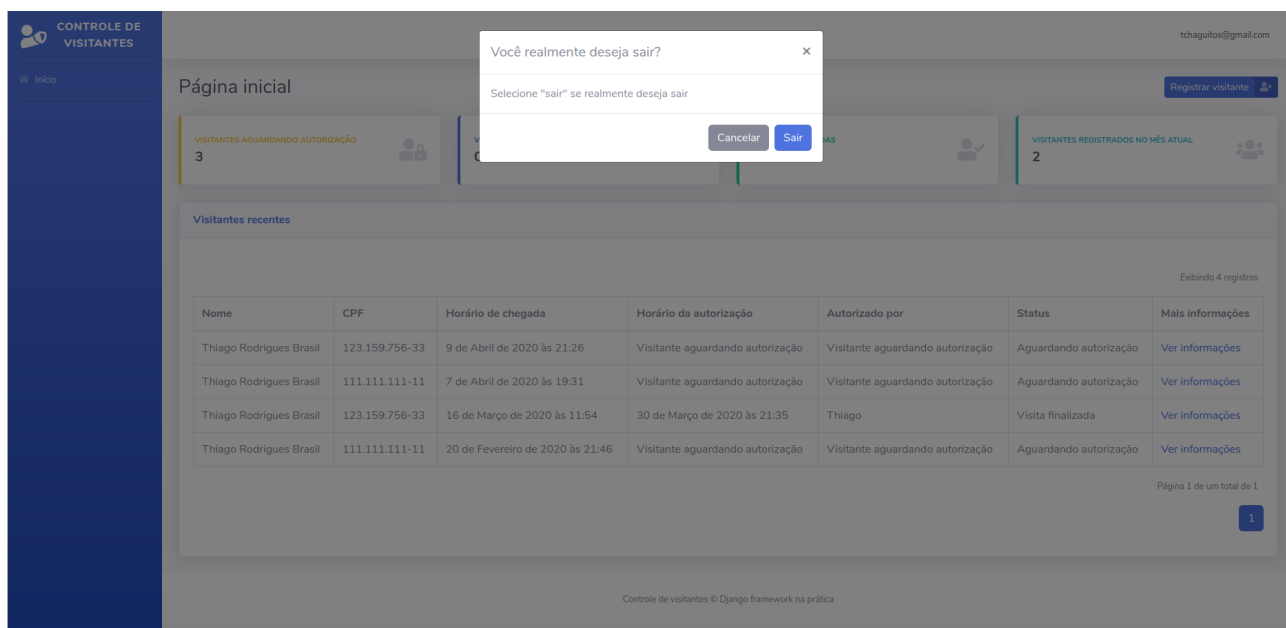 CONTROLE DE
VISITANTES
tchaguitos@gmail.com
Você realmente deseja sair?
×
Início
Página inicial
Registrar visitante
Selecione "sair" se realmente deseja sair
Cancelar
Sair
VISITANTES AGUARDANDO AUTORIZAÇÃO
3
VISITANTES REGISTRADOS NO MÊS ATUAL
2
Visitantes recentes
Exibindo 4 registros
Nome CPF Horário de chegada Horário da autorização Autorizado por Status Mais informações
Thiago Rodrigues Brasil 123.159.756-33 9 de Abril de 2020 às 21:26 Visitante aguardando autorização Visitante aguardando autorização Aguardando autorização Ver informações
Thiago Rodrigues Brasil 111.111.111-11 7 de Abril de 2020 às 19:31 Visitante aguardando autorização Visitante aguardando autorização Aguardando autorização Ver informações
Thiago Rodrigues Brasil 123.159.756-33 16 de Março de 2020 às 11:54 30 de Março de 2020 às 21:35 Thiago Visita finalizada Ver informações
Thiago Rodrigues Brasil 111.111.111-11 20 de Fevereiro de 2020 às 21:46 Visitante aguardando autorização Visitante aguardando autorização Aguardando autorização Ver informações
Página 1 de um total de 1
1
Controle de visitantes © Django framework na prática